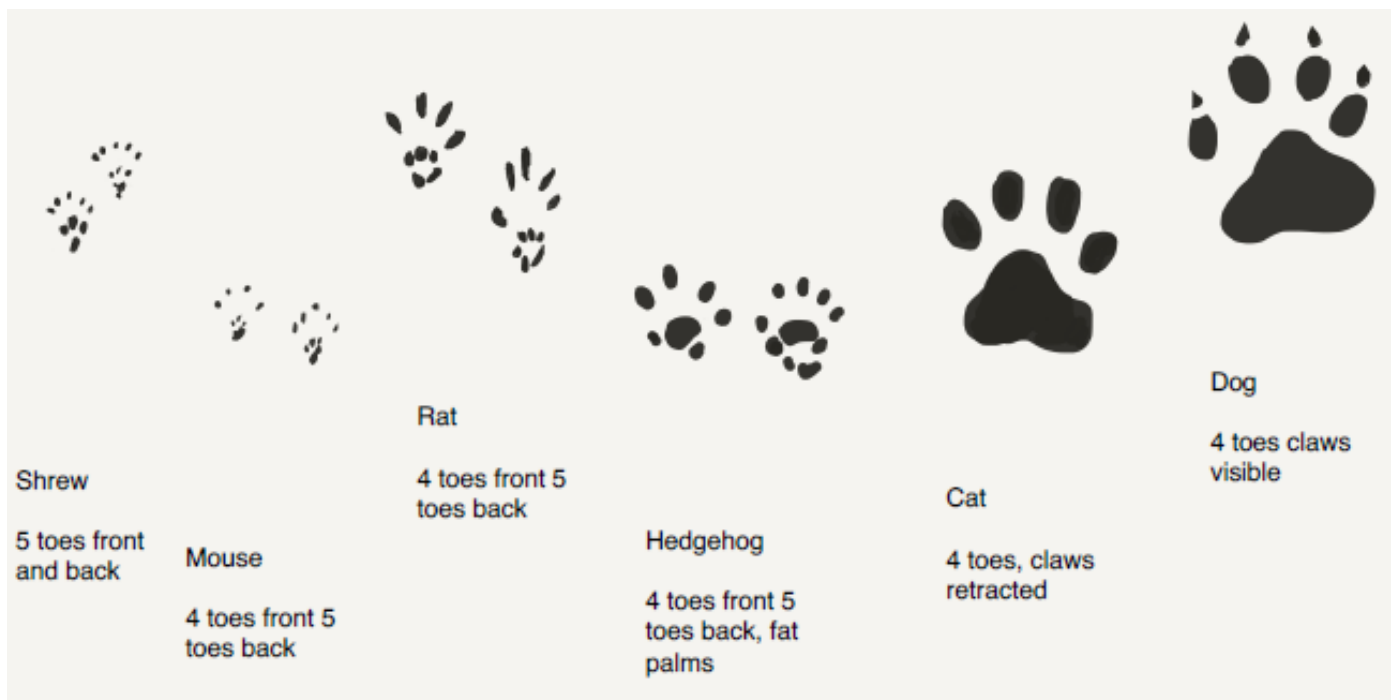 Shrew
5 toes front
and back
Mouse
4 toes front 5
toes back
Rat
4 toes front 5
toes back
Hedgehog
4 toes front 5
toes back, fat
palms
Cat
4 toes, claws
retracted
Dog
4 toes claws
visible